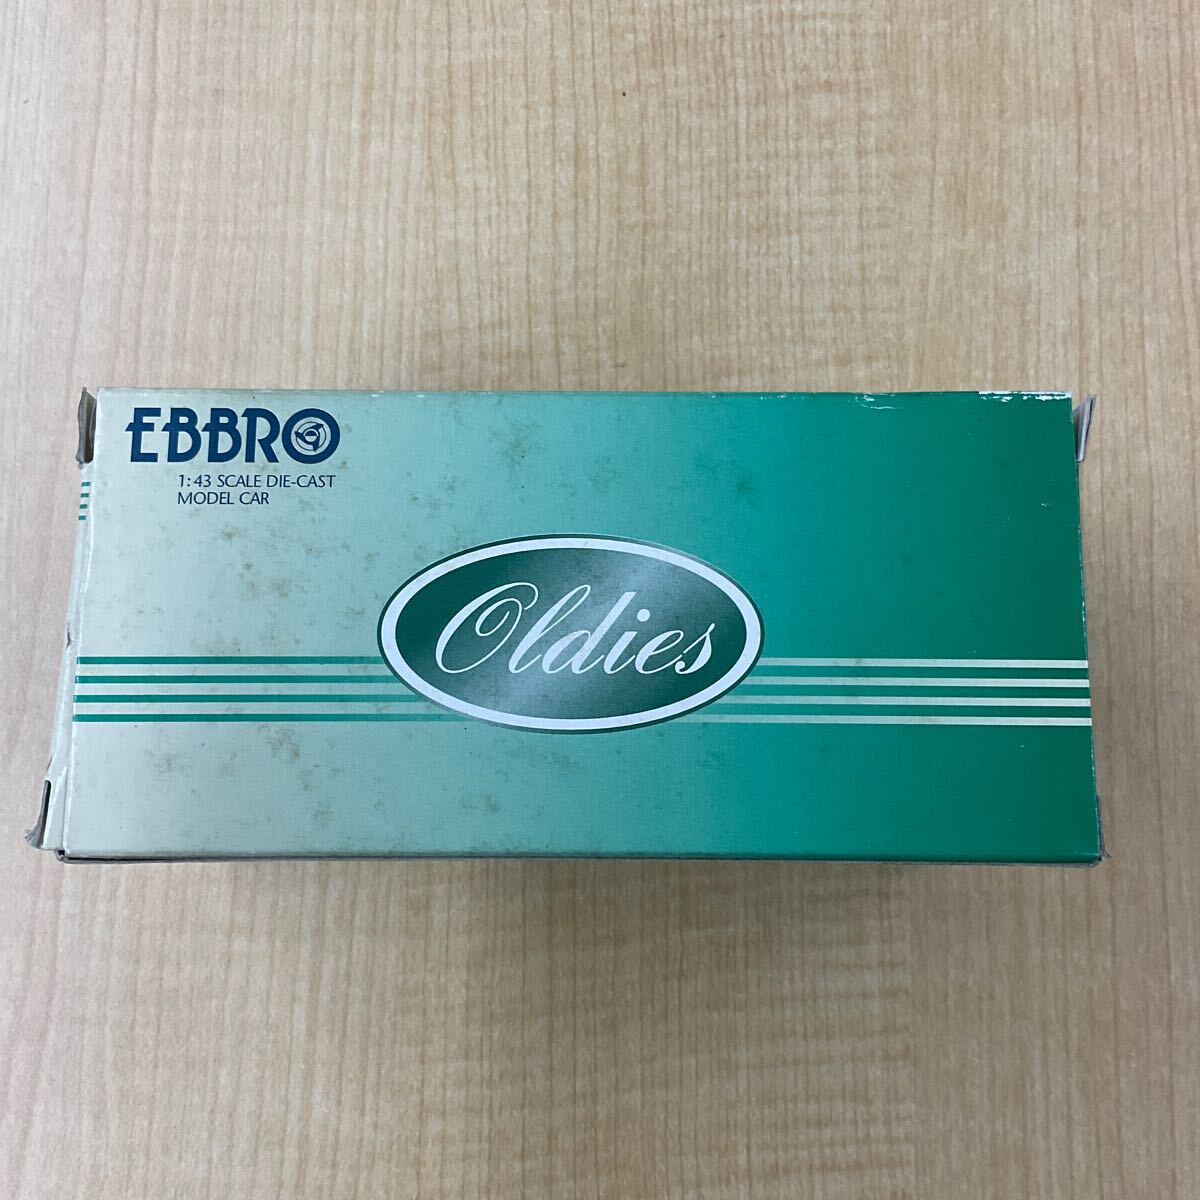 EBBRO
1:43 SCALE DIE-CAST
MODEL CAR
Oldies